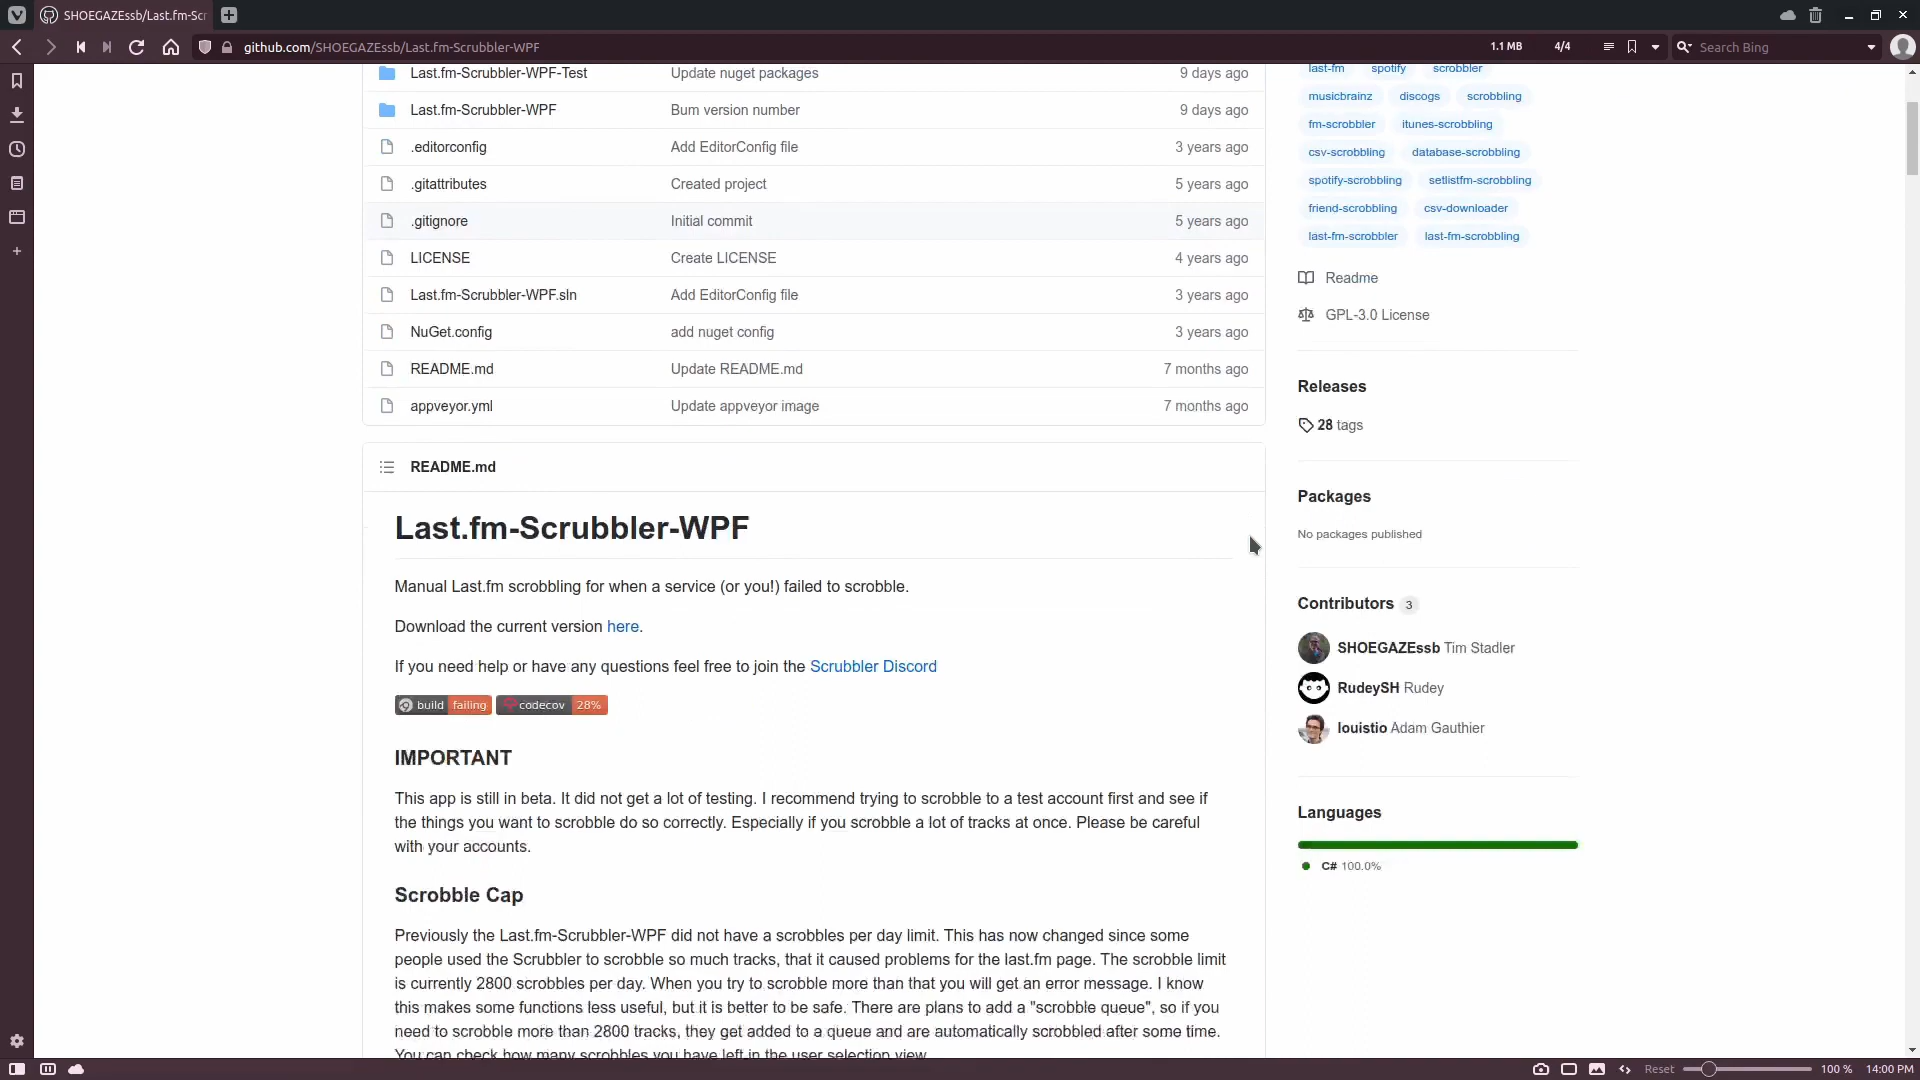 SHOEGAZEssb/Last.fm-Scr
github.com/SHOEGAZEssb/Last.fm-Scrubbler-WPF
1.1 MB
4/4
Search Bing
Last.fm-Scrubbler-WPF-Test Update nuget packages 9 days ago
Last.fm-Scrubbler-WPF Bum version number 9 days ago
.editorconfig Add EditorConfig file 3 years ago
.gitattributes Created project 5 years ago
.gitignore Initial commit 5 years ago
LICENSE Create LICENSE 4 years ago
Last.fm-Scrubbler-WPF.sln Add EditorConfig file 3 years ago
NuGet.config add nuget config 3 years ago
README.md Update README.md 7 months ago
appveyor.yml Update appveyor image 7 months ago
README.md
Last.fm-Scrubbler-WPF
Manual Last.fm scrobbling for when a service (or you!) failed to scrobble.
Download the current version here.
If you need help or have any questions feel free to join the Scrubbler Discord
build failing codecov 28%
IMPORTANT
This app is still in beta. It did not get a lot of testing. I recommend trying to scrobble to a test account first and see if
the things you want to scrobble do so correctly. Especially if you scrobble a lot of tracks at once. Please be careful
with your accounts.
Scrobble Cap
Previously the Last.fm-Scrubbler-WPF did not have a scrobbles per day limit. This has now changed since some
people used the Scrubbler to scrobble so much tracks, that it caused problems for the last.fm page. The scrobble limit
is currently 2800 scrobbles per day. When you try to scrobble more than that you will get an error message. I know
this makes some functions less useful, but it is better to be safe. There are plans to add a "scrobble queue", so if you
need to scrobble more than 2800 tracks, they get added to a queue and are automatically scrobbled after some time.
You can check how many scrobbles you have left in the user selection view.
last-fm spotify scrobbler
musicbrainz discogs scrobbling
fm-scrobbler itunes-scrobbling
csv-scrobbling database-scrobbling
spotify-scrobbling setlistfm-scrobbling
friend-scrobbling csv-downloader
last-fm-scrobbler last-fm-scrobbling
Readme
GPL-3.0 License
Releases
28 tags
Packages
No packages published
Contributors 3
SHOEGAZEssb Tim Stadler
RudeySH Rudey
louistio Adam Gauthier
Languages
C# 100.0%
Reset 100 % 14:00 PM